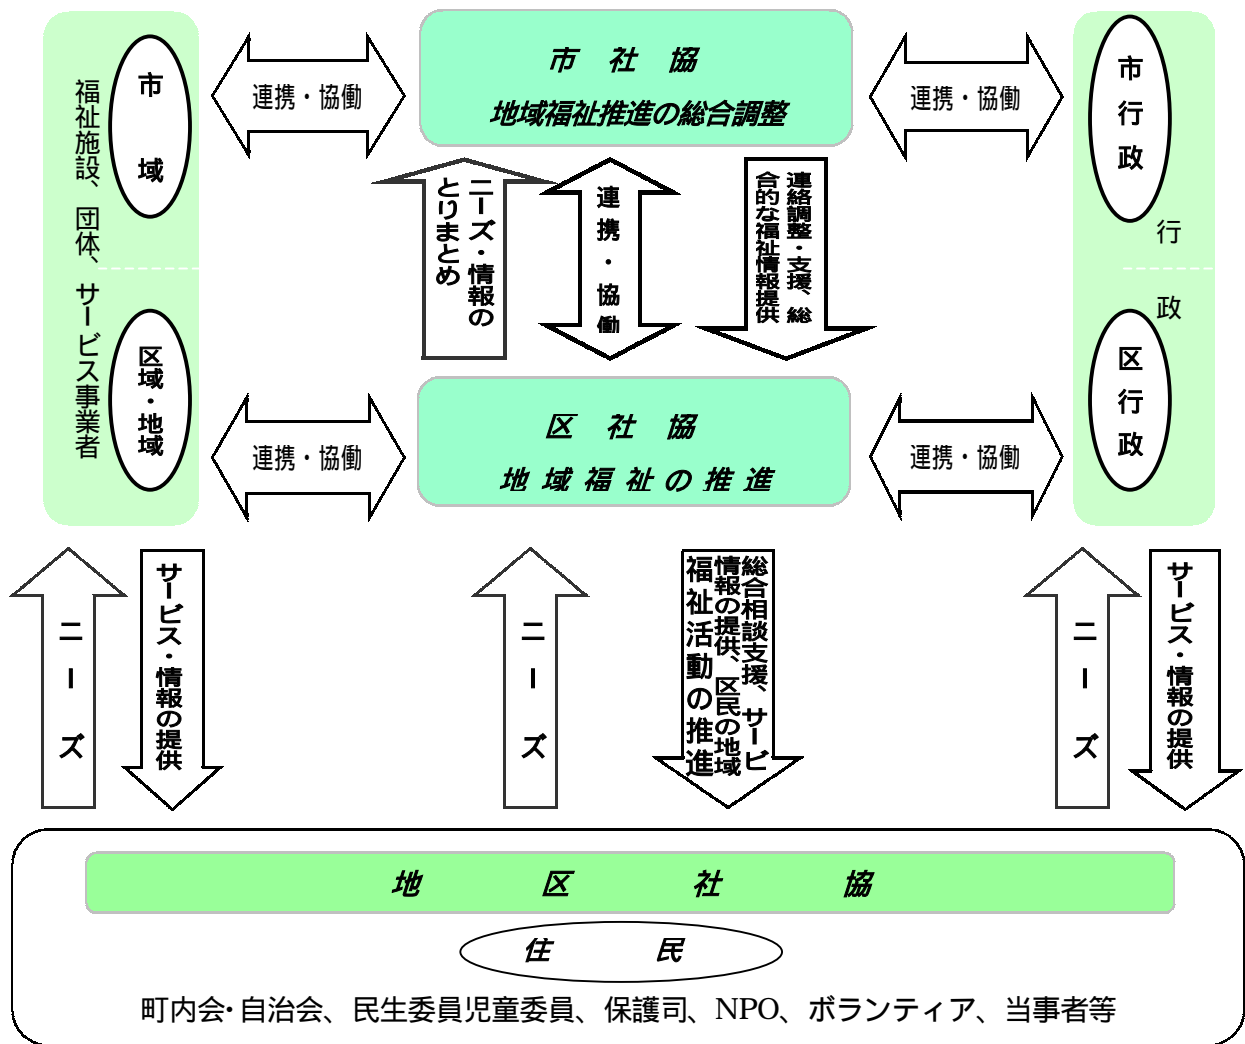 福祉施設、団体、サービス事業者
市域
区域・地域
連携・協働
市社協
地域福祉推進の総合調整
連携・協働
市行政
行政
区行政
ニーズ・情報の
とりまとめ
連携・協働
連絡調整・支援、総
合的な福祉情報提供
連携・協働
区社協
地域福祉の推進
連携・協働
ニーズ
サービス・情報の提供
ニーズ
総合相談支援、サービ
情報の提供、区民の地域
福祉活動の推進
ニーズ
サービス・情報の提供
地区社協
住民
町内会・自治会、民生委員児童委員、保護司、NPO、ボランティア、当事者等